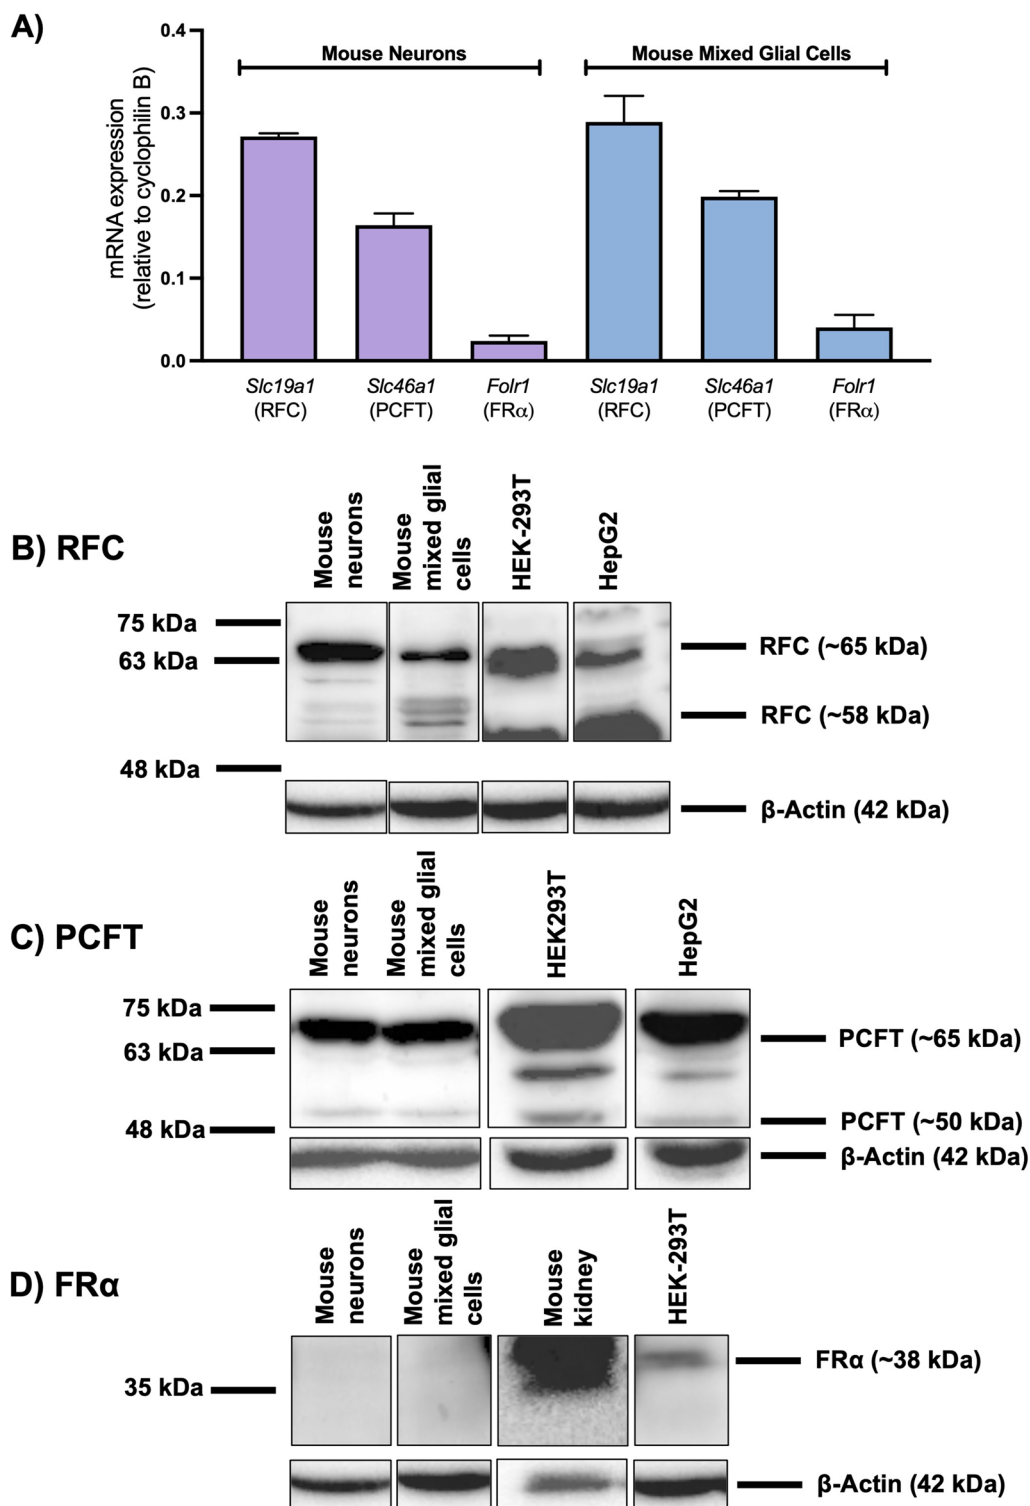 A)
mRNA expression
(relative to cyclophilin B)
0.4
0.3
0.2
0.1
0.0
Mouse Neurons
Mouse Mixed Glial Cells
Slc19a1 Slc46a1 Folr1 Slc19a1 Slc46a1 Folr1
(RFC) (PCFT) (FRα) (RFC) (PCFT) (FRα)
B) RFC
Mouse
neurons
Mouse
mixed glial
cells
HEK-293T
HepG2
75 kDa
63 kDa
48 kDa
RFC (~65 kDa)
RFC (~58 kDa)
β-Actin (42 kDa)
C) PCFT
Mouse
neurons
Mouse
mixed glial
cells
HEK293T
HepG2
75 kDa
63 kDa
48 kDa
PCFT (~65 kDa)
PCFT (~50 kDa)
β-Actin (42 kDa)
D) FRα
Mouse
neurons
Mouse
mixed glial
cells
Mouse
kidney
HEK-293T
35 kDa
FRα (~38 kDa)
β-Actin (42 kDa)